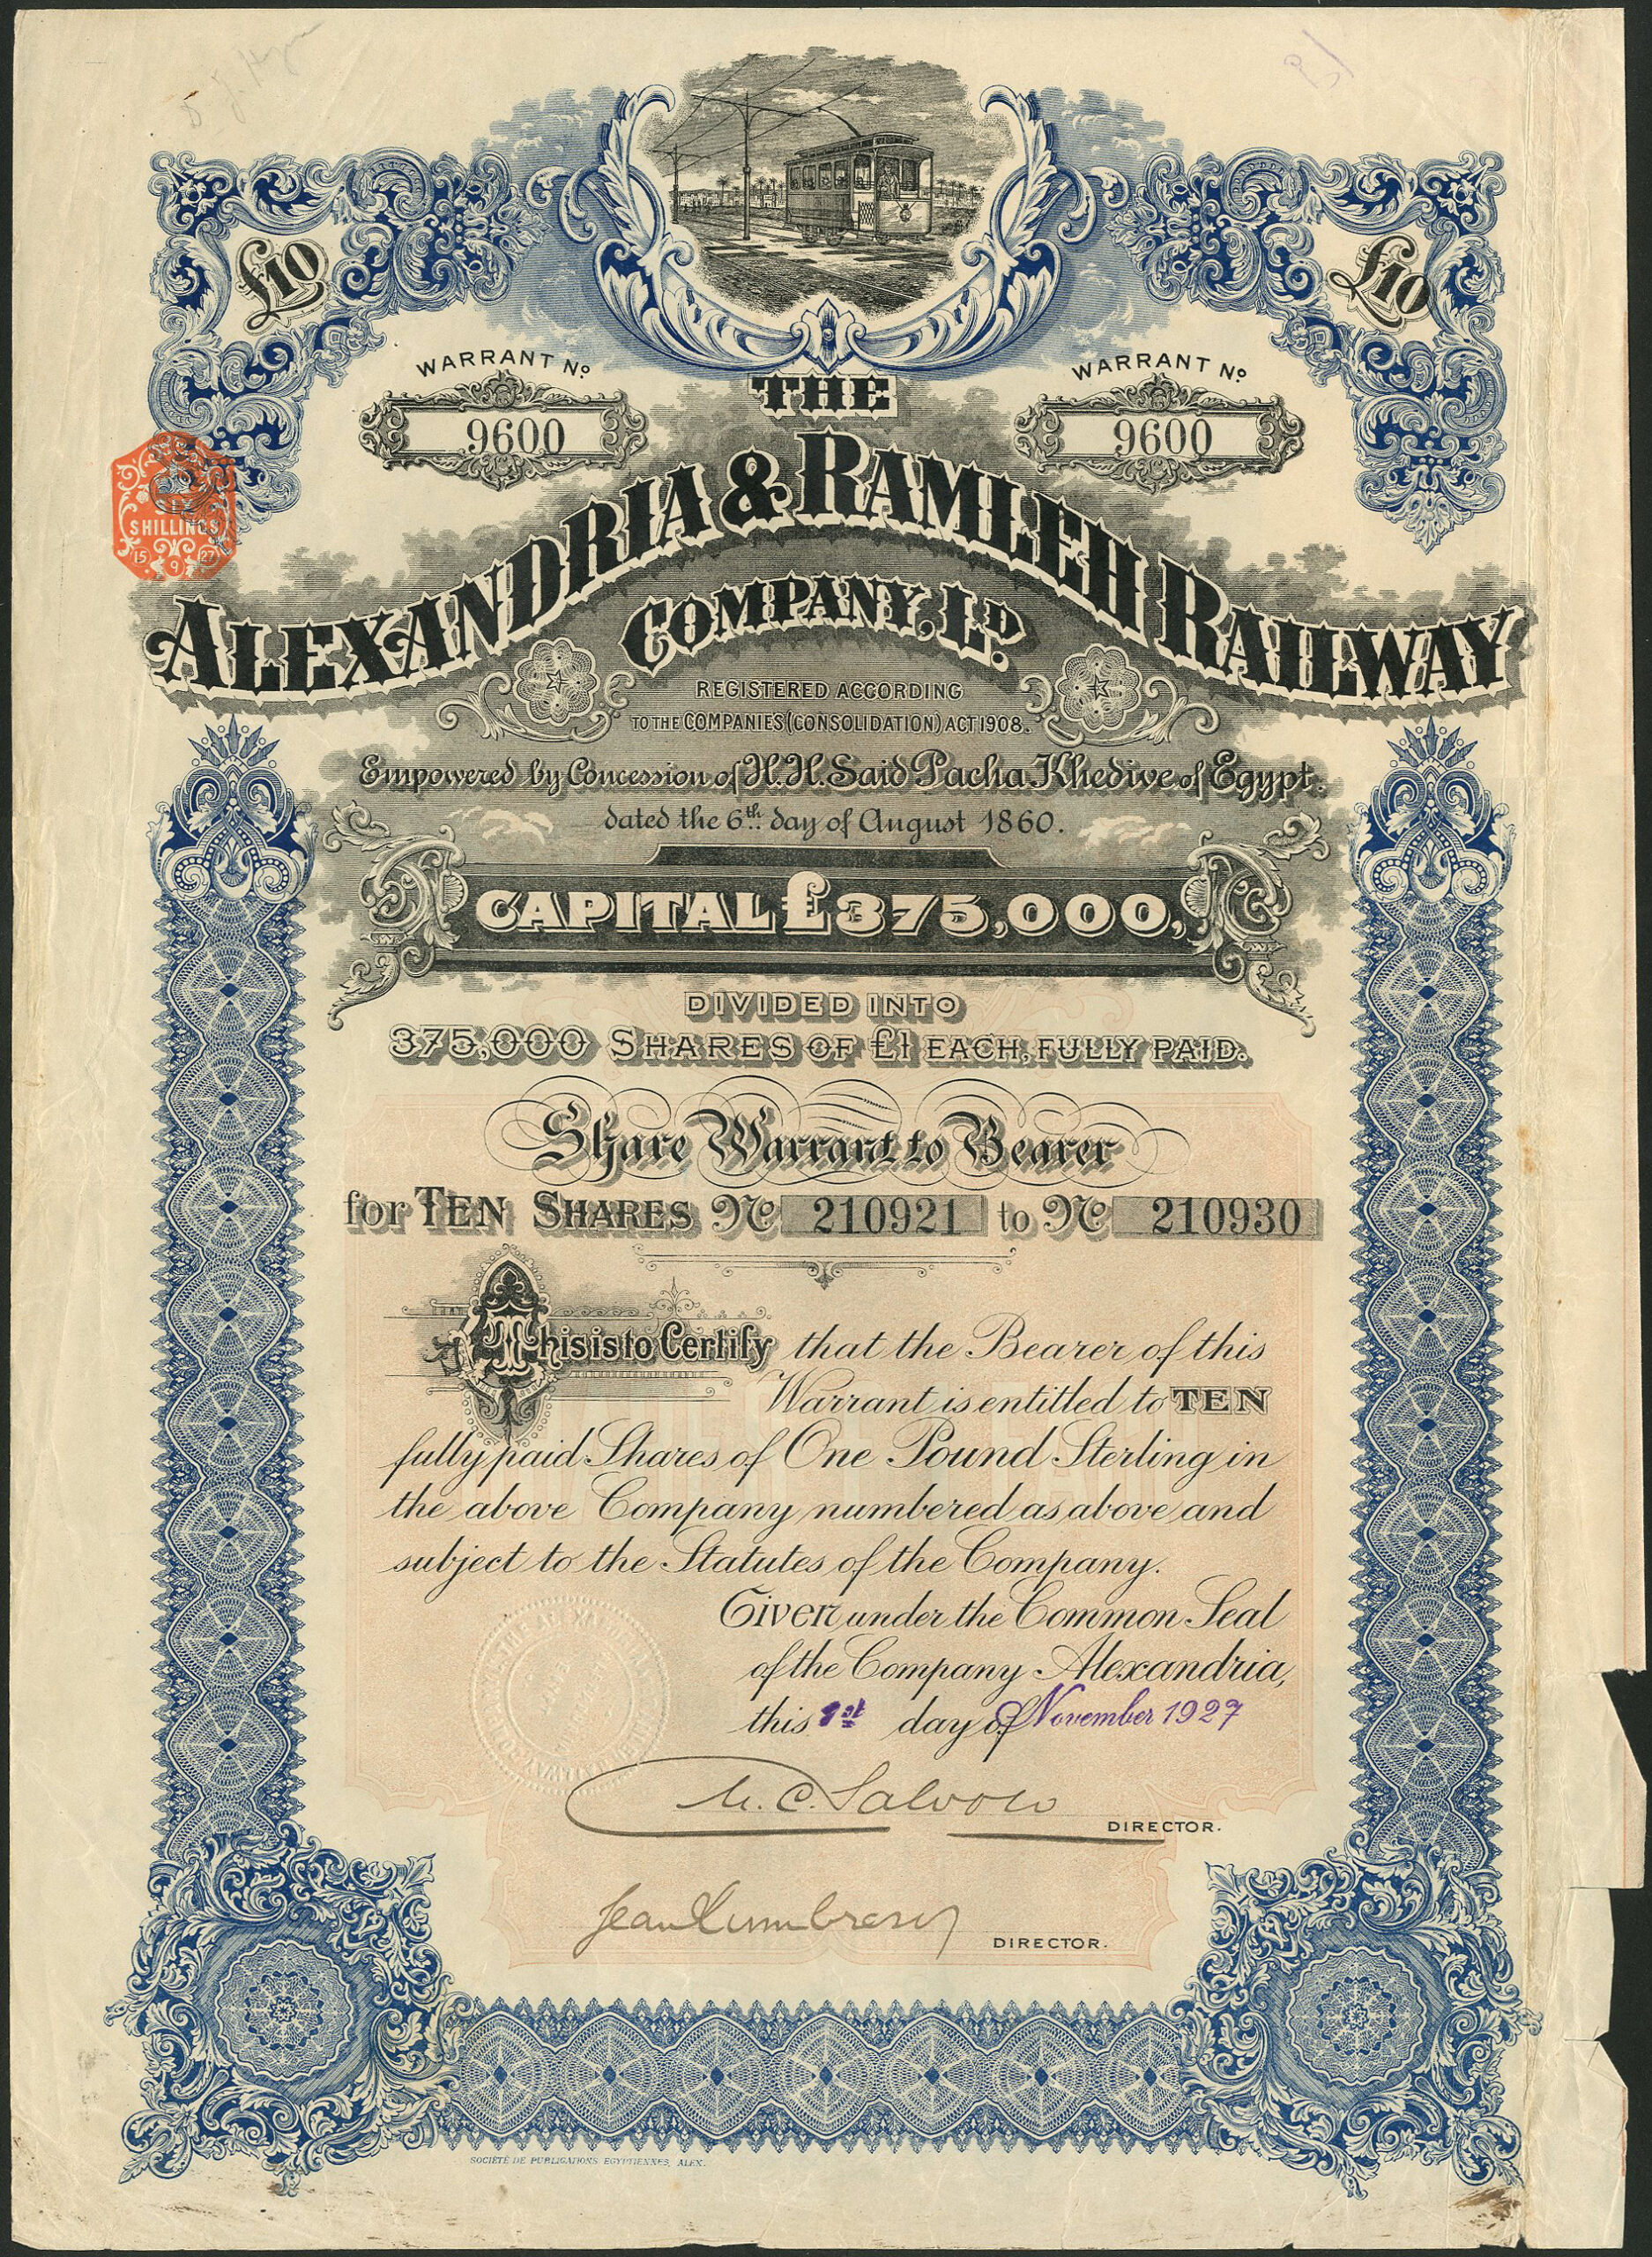 £10
£10
WARRANT Nº
WARRANT Nº
9600
9600
THE
ALEXANDRIA & RAMLEH RAILWAY
COMPANY, LD.
SIX
SHILLINGS
15 9 27
REGISTERED ACCORDING
TO THE COMPANIES (CONSOLIDATION) ACT 1908.
Empowered by Concession of H.H. Said Pacha Khedive of Egypt.
dated the 6th. day of August 1860.
CAPITAL £375,000,
DIVIDED INTO
375,000 SHARES OF £1 EACH, FULLY PAID.
Share Warrant to Bearer
for TEN SHARES No 210921 to No 210930
This is to Certify that the Bearer of this
Warrant is entitled to TEN
fully paid Shares of One Pound Sterling in
the above Company numbered as above and
subject to the Statutes of the Company.
Given under the Common Seal
of the Company Alexandria,
this 1st day of November 1927
DIRECTOR.
DIRECTOR.
SOCIÉTÉ DE PUBLICATIONS EGYPTIENNES, ALEX.